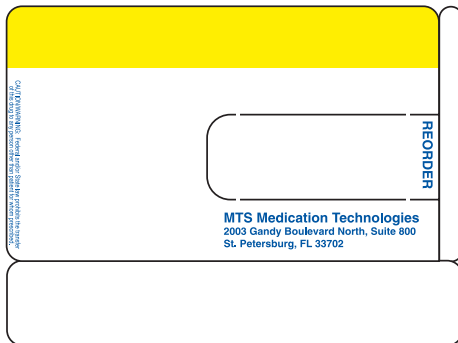 CAUTION/WARNING: Federal and/or State law prohibits the transfer
of this drug to any person other than patient for whom prescribed.
REORDER
MTS Medication Technologies
2003 Gandy Boulevard North, Suite 800
St. Petersburg, FL 33702